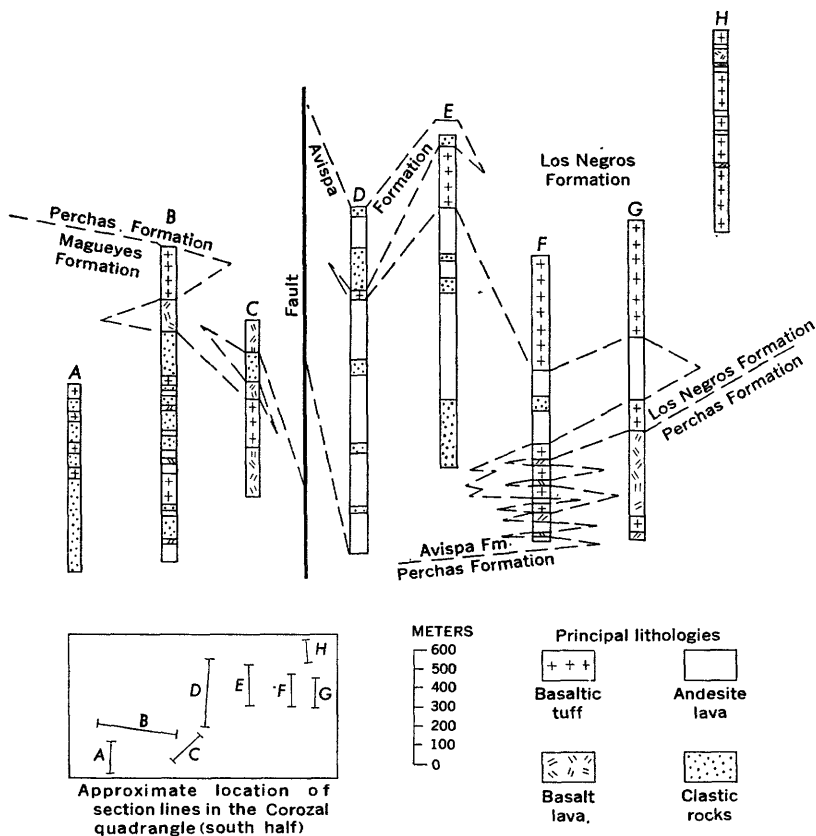 H
E
Los Negros
Formation
Avispa
Formation
D
B
G
Perchas Formation
Magueyes
Formation
F
C
Fault
A
Los Negros Formation
Perchas Formation
Avispa Fm
Perchas Formation
METERS
600
500
400
300
200
100
0
Principal lithologies
Basaltic
tuff
Andesite
lava
Basalt
lava.
Clastic
rocks
H
D
E
F
G
B
A
C
Approximate location of
section lines in the Corozal
quadrangle (south half)